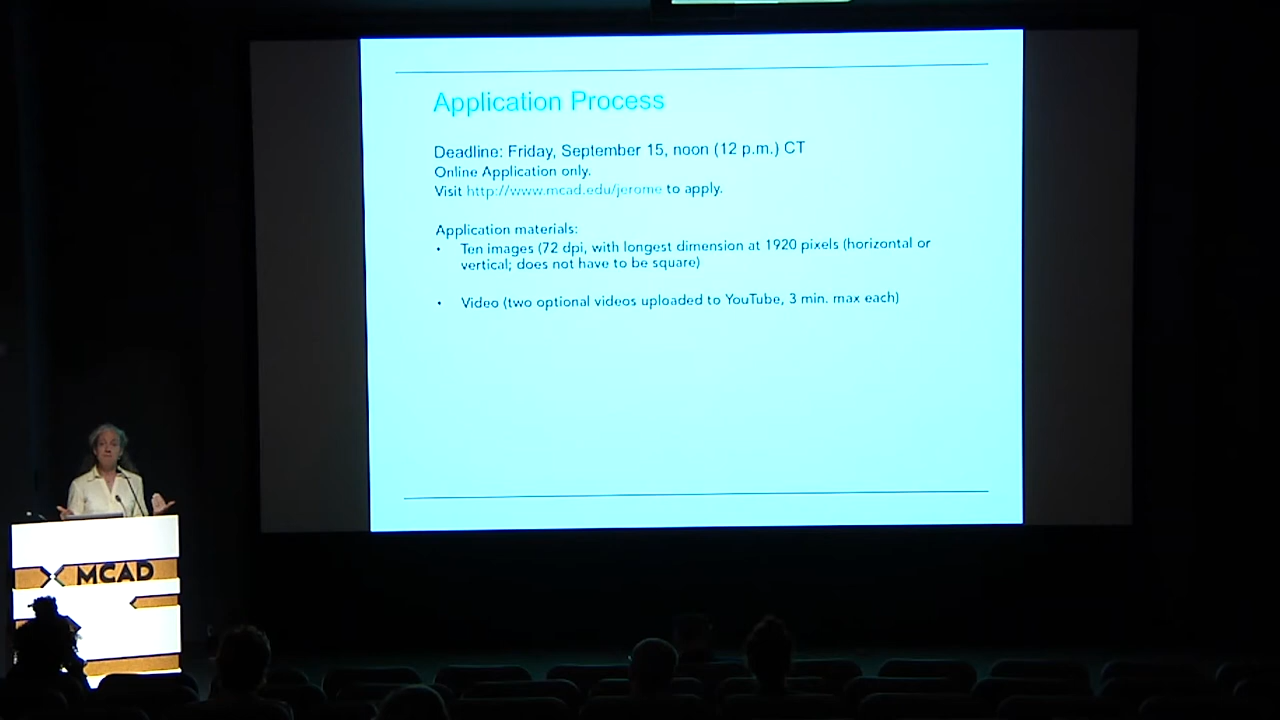 Application Process
Deadline: Friday, September 15, noon (12 p.m.) CT
Online Application only.
Visit http://www.mcad.edu/jerome to apply.
Application materials:
• Ten images (72 dpi, with longest dimension at 1920 pixels (horizontal or
vertical; does not have to be square)
• Video (two optional videos uploaded to YouTube, 3 min. max each)
MCAD